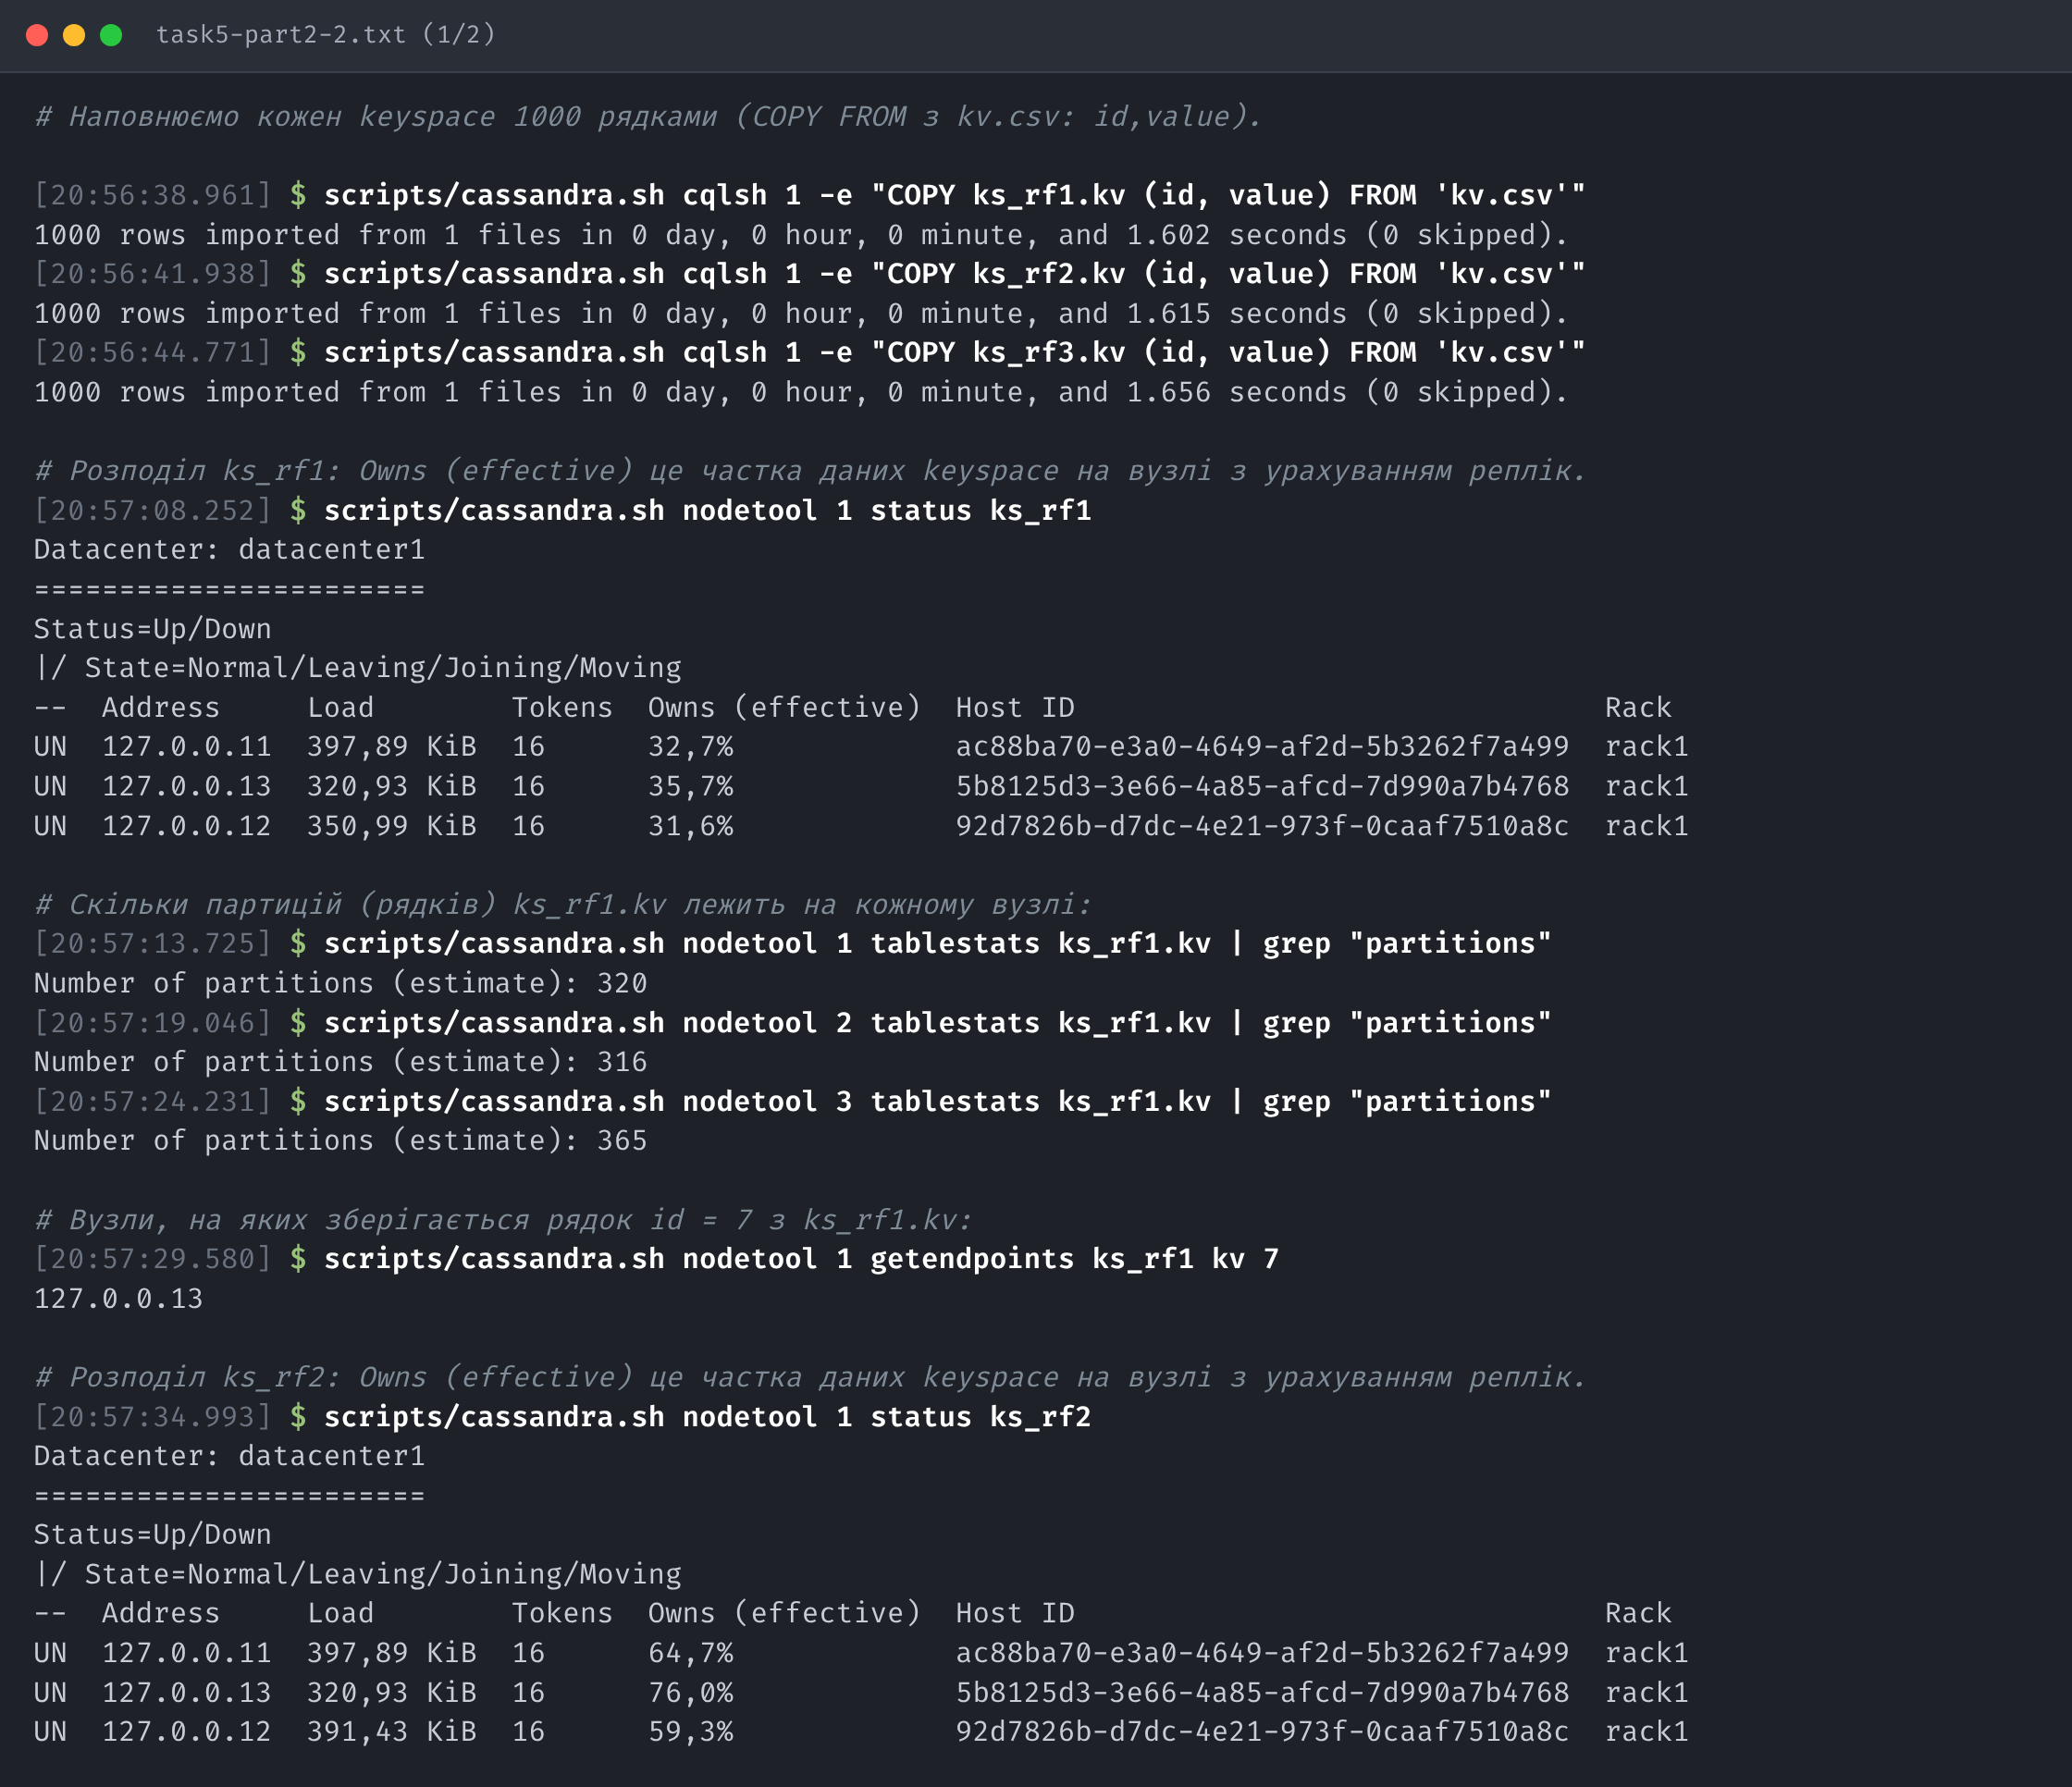 task5-part2-2.txt (1/2)
# Наповнюємо кожен keyspace 1000 рядками (COPY FROM з kv.csv: id,value).
[20:56:38.961] $ scripts/cassandra.sh cqlsh 1 -e "COPY ks_rf1.kv (id, value) FROM 'kv.csv'"
1000 rows imported from 1 files in 0 day, 0 hour, 0 minute, and 1.602 seconds (0 skipped).
[20:56:41.938] $ scripts/cassandra.sh cqlsh 1 -e "COPY ks_rf2.kv (id, value) FROM 'kv.csv'"
1000 rows imported from 1 files in 0 day, 0 hour, 0 minute, and 1.615 seconds (0 skipped).
[20:56:44.771] $ scripts/cassandra.sh cqlsh 1 -e "COPY ks_rf3.kv (id, value) FROM 'kv.csv'"
1000 rows imported from 1 files in 0 day, 0 hour, 0 minute, and 1.656 seconds (0 skipped).
# Розподіл ks_rf1: Owns (effective) це частка даних keyspace на вузлі з урахуванням реплік.
[20:57:08.252] $ scripts/cassandra.sh nodetool 1 status ks_rf1
Datacenter: datacenter1
=======================
Status=Up/Down
|/ State=Normal/Leaving/Joining/Moving
--  Address     Load        Tokens  Owns (effective)  Host ID                               Rack
UN  127.0.0.11  397,89 KiB  16      32,7%             ac88ba70-e3a0-4649-af2d-5b3262f7a499  rack1
UN  127.0.0.13  320,93 KiB  16      35,7%             5b8125d3-3e66-4a85-afcd-7d990a7b4768  rack1
UN  127.0.0.12  350,99 KiB  16      31,6%             92d7826b-d7dc-4e21-973f-0caaf7510a8c  rack1
# Скільки партицій (рядків) ks_rf1.kv лежить на кожному вузлі:
[20:57:13.725] $ scripts/cassandra.sh nodetool 1 tablestats ks_rf1.kv | grep "partitions"
Number of partitions (estimate): 320
[20:57:19.046] $ scripts/cassandra.sh nodetool 2 tablestats ks_rf1.kv | grep "partitions"
Number of partitions (estimate): 316
[20:57:24.231] $ scripts/cassandra.sh nodetool 3 tablestats ks_rf1.kv | grep "partitions"
Number of partitions (estimate): 365
# Вузли, на яких зберігається рядок id = 7 з ks_rf1.kv:
[20:57:29.580] $ scripts/cassandra.sh nodetool 1 getendpoints ks_rf1 kv 7
127.0.0.13
# Розподіл ks_rf2: Owns (effective) це частка даних keyspace на вузлі з урахуванням реплік.
[20:57:34.993] $ scripts/cassandra.sh nodetool 1 status ks_rf2
Datacenter: datacenter1
=======================
Status=Up/Down
|/ State=Normal/Leaving/Joining/Moving
--  Address     Load        Tokens  Owns (effective)  Host ID                               Rack
UN  127.0.0.11  397,89 KiB  16      64,7%             ac88ba70-e3a0-4649-af2d-5b3262f7a499  rack1
UN  127.0.0.13  320,93 KiB  16      76,0%             5b8125d3-3e66-4a85-afcd-7d990a7b4768  rack1
UN  127.0.0.12  391,43 KiB  16      59,3%             92d7826b-d7dc-4e21-973f-0caaf7510a8c  rack1